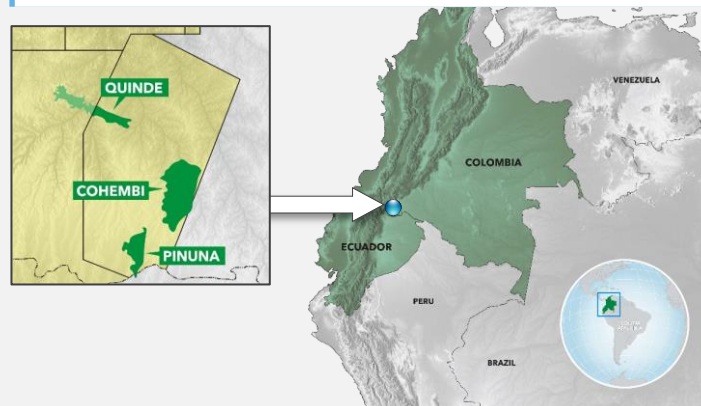 QUINDE
COHEMBI
PINUNA
VENEZUELA
COLOMBIA
ECUADOR
PERU
BRAZIL